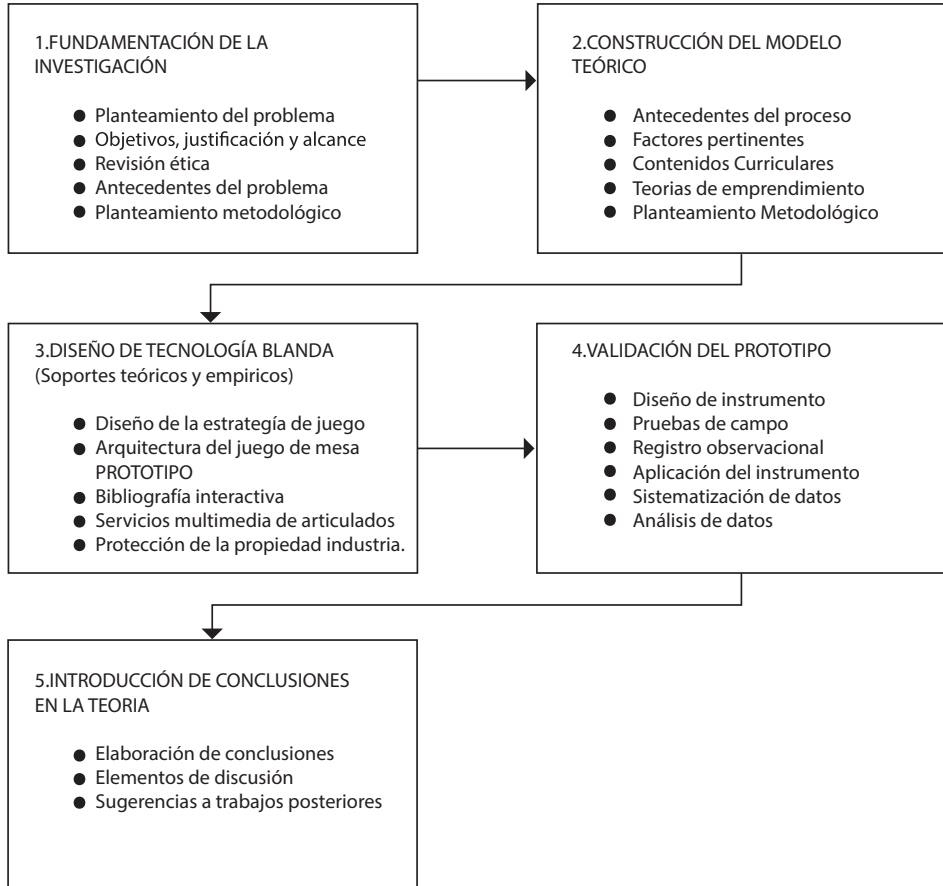 1.FUNDAMENTACIÓN DE LA
INVESTIGACIÓN
● Planteamiento del problema
● Objetivos, justificación y alcance
● Revisión ética
● Antecedentes del problema
● Planteamiento metodológico
2.CONSTRUCCIÓN DEL MODELO
TEÓRICO
● Antecedentes del proceso
● Factores pertinentes
● Contenidos Curriculares
● Teorias de emprendimiento
● Planteamiento Metodológico
3.DISEÑO DE TECNOLOGÍA BLANDA
(Soportes teóricos y empiricos)
● Diseño de la estrategía de juego
● Arquitectura del juego de mesa
PROTOTIPO
● Bibliografía interactiva
● Servicios multimedia de articulados
● Protección de la propiedad industria.
4.VALIDACIÓN DEL PROTOTIPO
● Diseño de instrumento
● Pruebas de campo
● Registro observacional
● Aplicación del instrumento
● Sistematización de datos
● Análisis de datos
5.INTRODUCCIÓN DE CONCLUSIONES
EN LA TEORIA
● Elaboración de conclusiones
● Elementos de discusión
● Sugerencias a trabajos posteriores